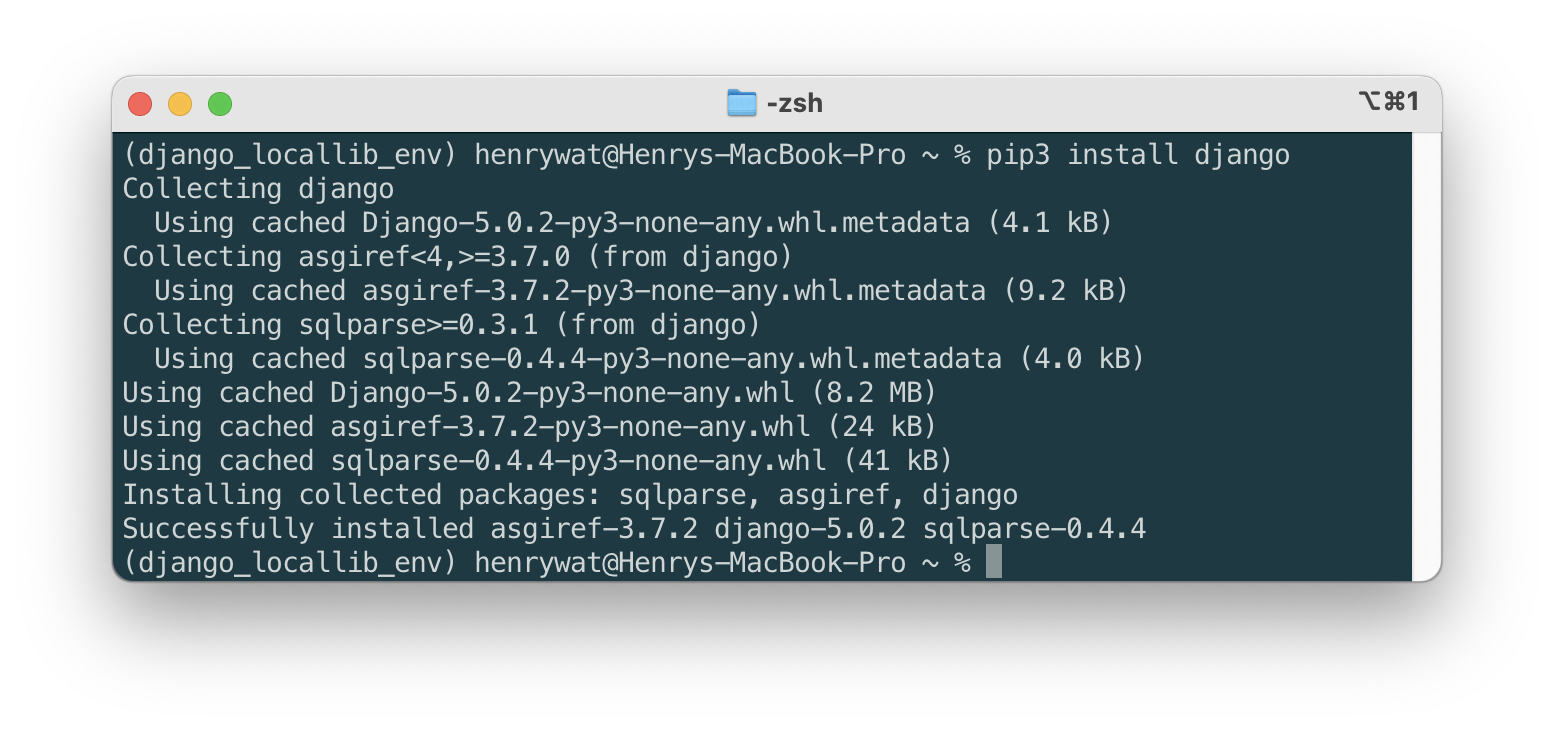 -zsh
⌥⌘1
(django_locallib_env) henrywat@Henrys-MacBook-Pro ~ % pip3 install django
Collecting django
  Using cached Django-5.0.2-py3-none-any.whl.metadata (4.1 kB)
Collecting asgiref<4,>=3.7.0 (from django)
  Using cached asgiref-3.7.2-py3-none-any.whl.metadata (9.2 kB)
Collecting sqlparse>=0.3.1 (from django)
  Using cached sqlparse-0.4.4-py3-none-any.whl.metadata (4.0 kB)
Using cached Django-5.0.2-py3-none-any.whl (8.2 MB)
Using cached asgiref-3.7.2-py3-none-any.whl (24 kB)
Using cached sqlparse-0.4.4-py3-none-any.whl (41 kB)
Installing collected packages: sqlparse, asgiref, django
Successfully installed asgiref-3.7.2 django-5.0.2 sqlparse-0.4.4
(django_locallib_env) henrywat@Henrys-MacBook-Pro ~ %